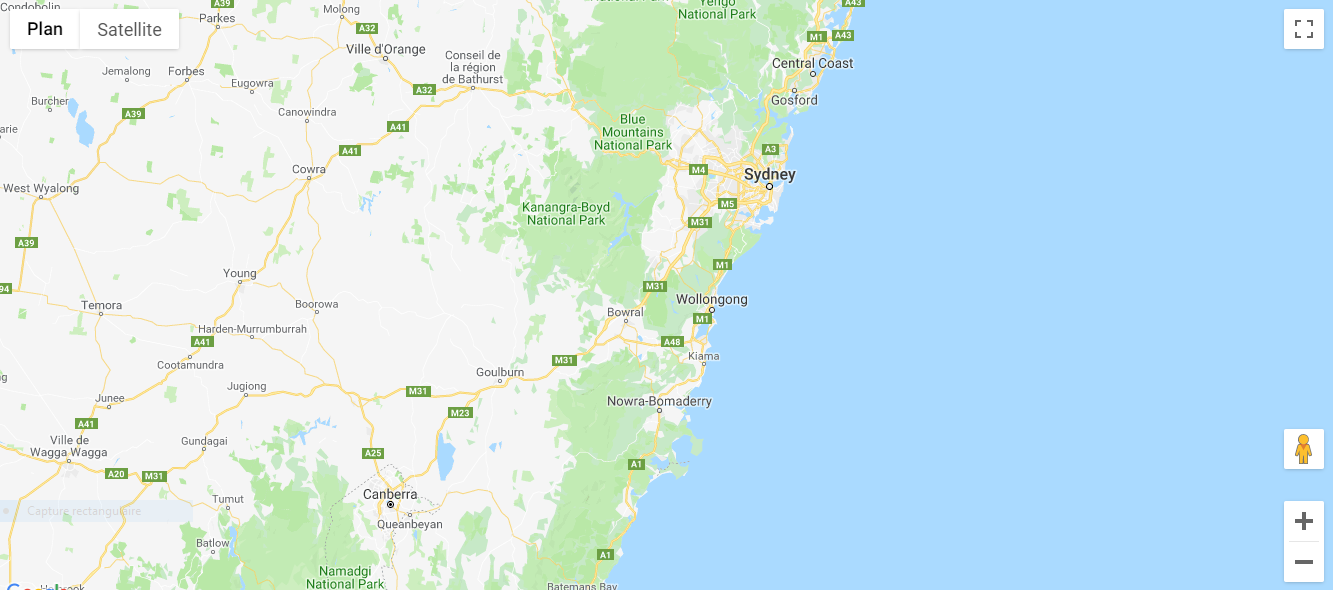 Condobolin
A39
Parkes
Molong
Yengo
National Park
A43
Plan
Satellite
A32
M1
A43
Ville d'Orange
Conseil de
la région
de Bathurst
Central Coast
Jemalong
Forbes
Eugowra
A32
Gosford
Burcher
A39
Canowindra
Blue
Mountains
National Park
A41
A41
A3
Cowra
M4
Sydney
West Wyalong
Kanangra-Boyd
National Park
M5
M31
A39
M1
Young
94
M31
Wollongong
Temora
Boorowa
Bowral
M1
Harden-Murrumburrah
A41
A48
Cootamundra
M31
Kiama
Goulburn
Jugiong
M31
Junee
Nowra-Bomaderry
M23
A41
Ville de
Wagga Wagga
Gundagai
A25
A1
A20
M31
Canberra
Tumut
Capture rectangulaire
Queanbeyan
Batlow
A1
Namadgi
National Park
Batemans Bay